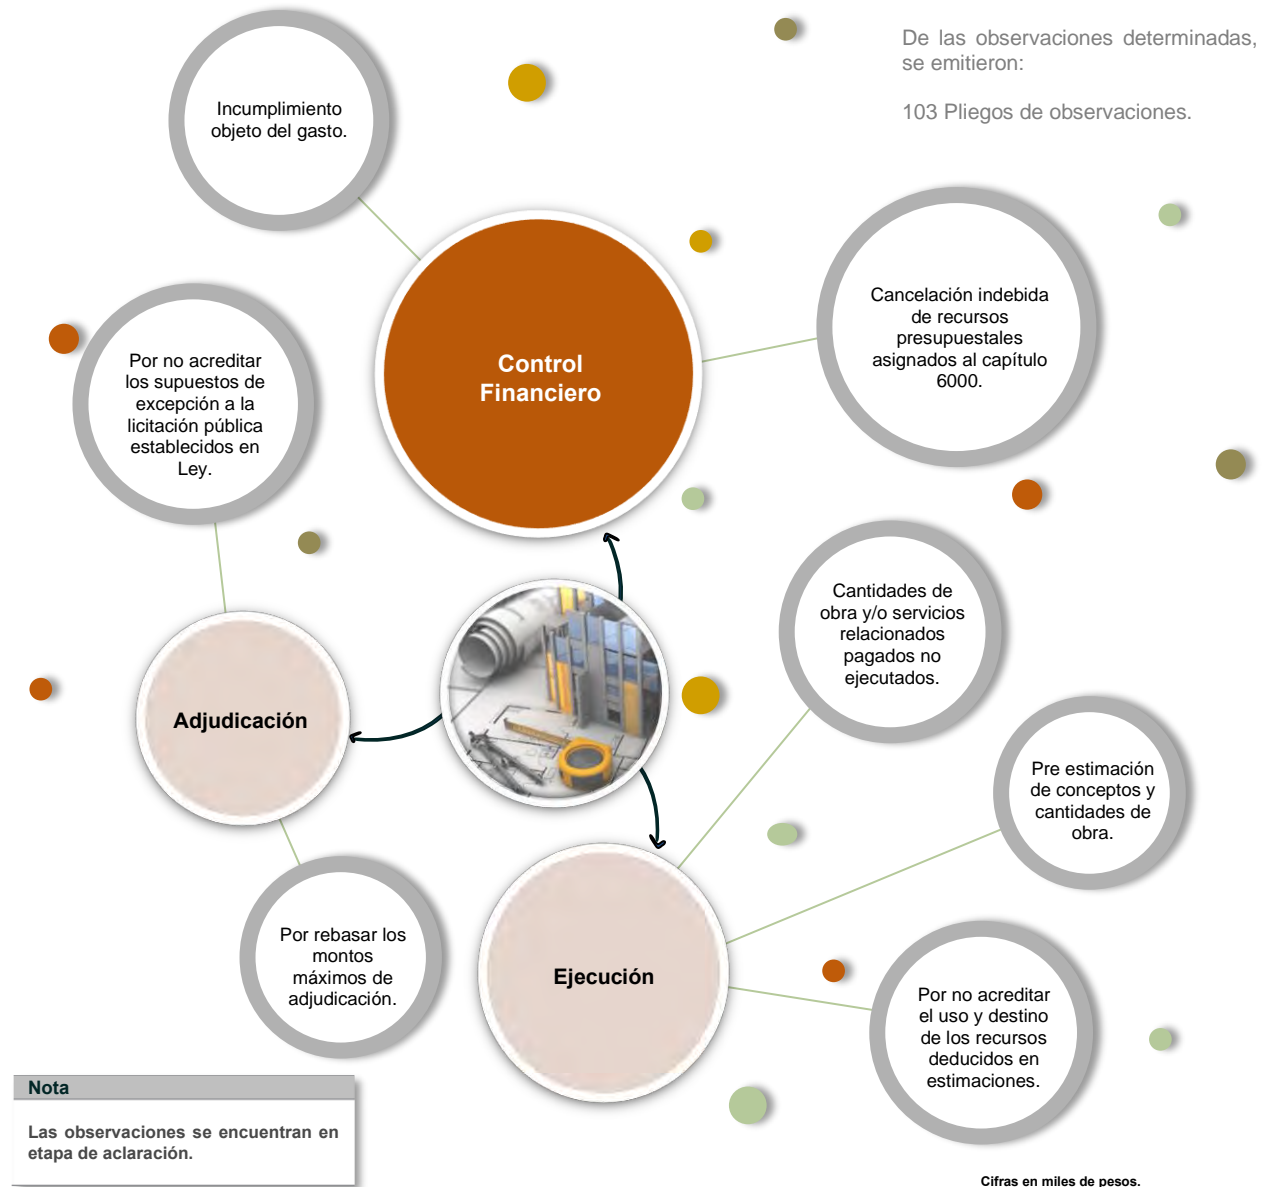 De las observaciones determinadas,
se emitieron:
103 Pliegos de observaciones.
Incumplimiento
objeto del gasto.
Control
Financiero
Cancelación indebida
de recursos
presupuestales
asignados al capítulo
6000.
Por no acreditar
los supuestos de
excepción a la
licitación pública
establecidos en
Ley.
Adjudicación
Por rebasar los
montos
máximos de
adjudicación.
Cantidades de
obra y/o servicios
relacionados
pagados no
ejecutados.
Pre estimación
de conceptos y
cantidades de
obra.
Ejecución
Por no acreditar
el uso y destino
de los recursos
deducidos en
estimaciones.
Nota
Las observaciones se encuentran en
etapa de aclaración.
Cifras en miles de pesos.